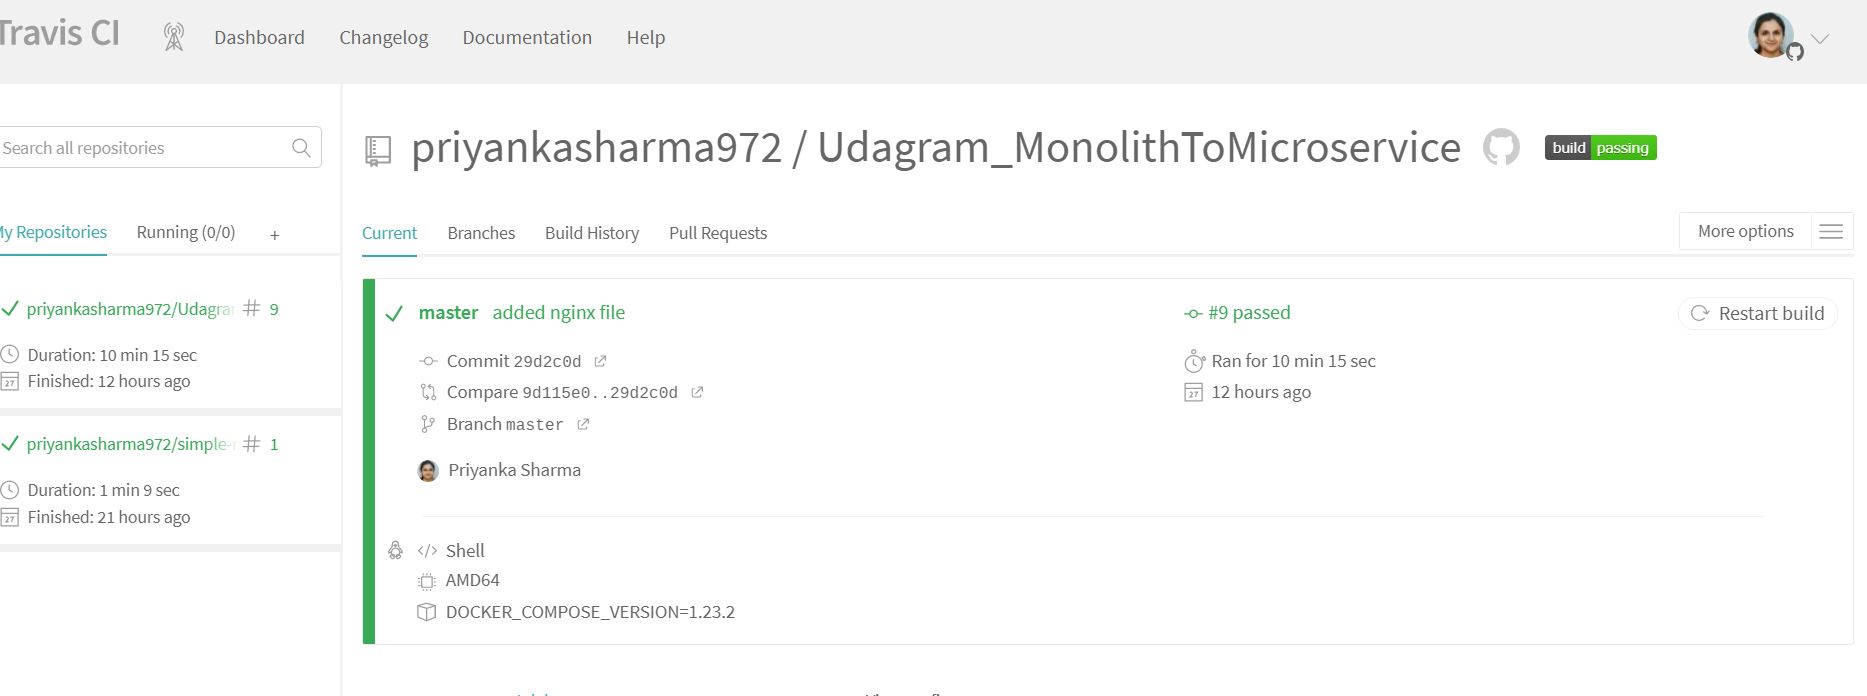 Travis CI
Dashboard Changelog Documentation Help
Search all repositories
My Repositories Running (0/0) +
priyankasharma972/Udagra # 9
Duration: 10 min 15 sec
Finished: 12 hours ago
priyankasharma972/simple- # 1
Duration: 1 min 9 sec
Finished: 21 hours ago
priyankasharma972 / Udagram_MonolithToMicroservice build passing
Current Branches Build History Pull Requests More options
master added nginx file
Commit 29d2c0d
Compare 9d115e0..29d2c0d
Branch master
Priyanka Sharma
#9 passed
Ran for 10 min 15 sec
12 hours ago
Restart build
Shell
AMD64
DOCKER_COMPOSE_VERSION=1.23.2